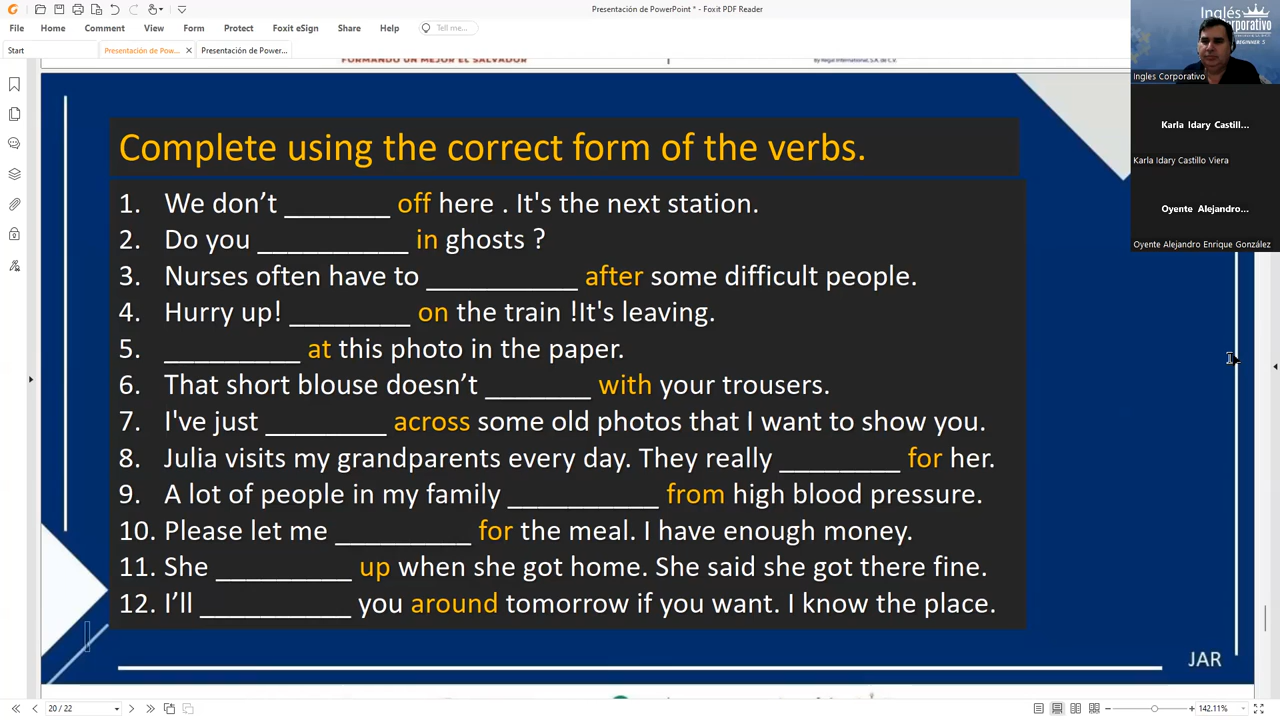 Presentación de PowerPoint * - Foxit PDF Reader
File Home Comment View Form Protect Foxit eSign Share Help Tell me...
Start Presentación de Pow... Presentación de Power...
FORMANDO UN MEJOR EL SALVADOR
by Regal International, S.A. de C.V.
Complete using the correct form of the verbs.
1. We don’t _______ off here . It's the next station.
2. Do you __________ in ghosts ?
3. Nurses often have to __________ after some difficult people.
4. Hurry up! ________ on the train !It's leaving.
5. _________ at this photo in the paper.
6. That short blouse doesn’t _______ with your trousers.
7. I've just ________ across some old photos that I want to show you.
8. Julia visits my grandparents every day. They really ________ for her.
9. A lot of people in my family __________ from high blood pressure.
10. Please let me _________ for the meal. I have enough money.
11. She _________ up when she got home. She said she got there fine.
12. I’ll __________ you around tomorrow if you want. I know the place.
JAR
Inglés
Corporativo
BEGINNER 5
Ingles Corporativo
Karla Idary Castill...
Karla Idary Castillo Viera
Oyente Alejandro...
Oyente Alejandro Enrique González
20 / 22
142.11%